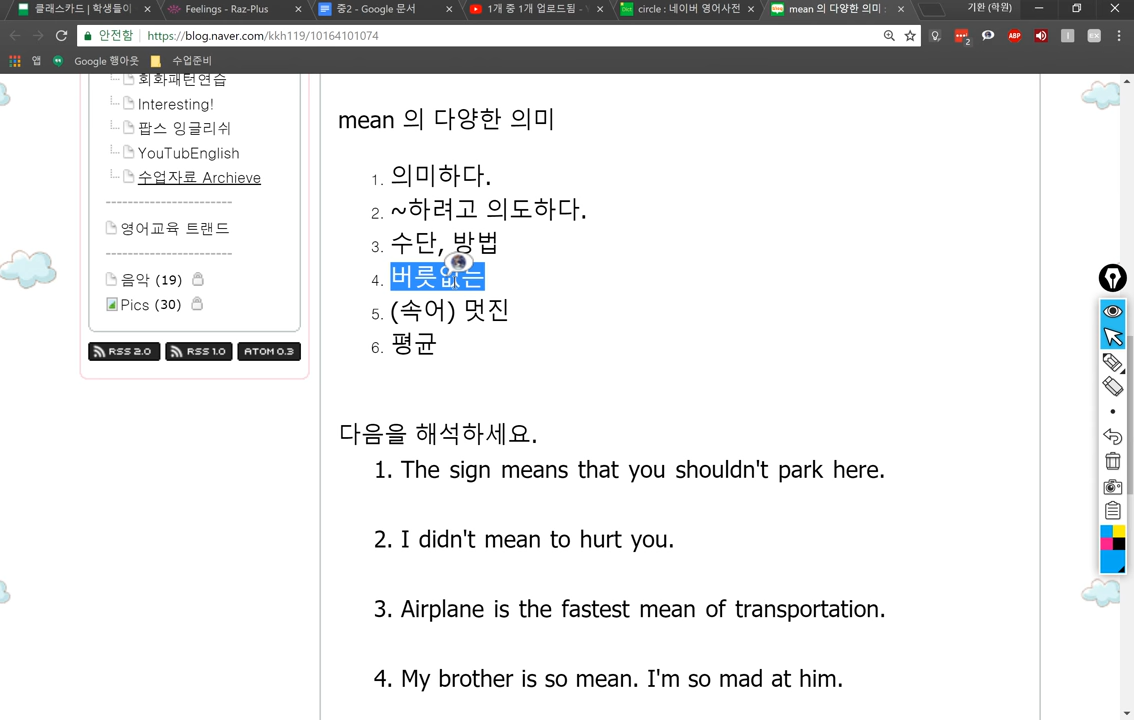 클래스카드 | 학생들이
Feelings - Raz-Plus
중2 - Google 문서
1개 중 1개 업로드됨 -
circle : 네이버 영어사전
mean 의 다양한 의미 :
기환 (학원)
안전함
https://blog.naver.com/kkh119/10164101074
2
ABP
앱
Google 행아웃
수업준비
회화패턴연습
Interesting!
팝스 잉글리쉬
YouTubEnglish
수업자료 Archieve
영어교육 트랜드
음악 (19)
Pics (30)
RSS 2.0
RSS 1.0
ATOM 0.3
mean 의 다양한 의미
1. 의미하다.
2. ~하려고 의도하다.
3. 수단, 방법
4. 버릇없는
5. (속어) 멋진
6. 평균
다음을 해석하세요.
1. The sign means that you shouldn't park here.
2. I didn't mean to hurt you.
3. Airplane is the fastest mean of transportation.
4. My brother is so mean. I'm so mad at him.